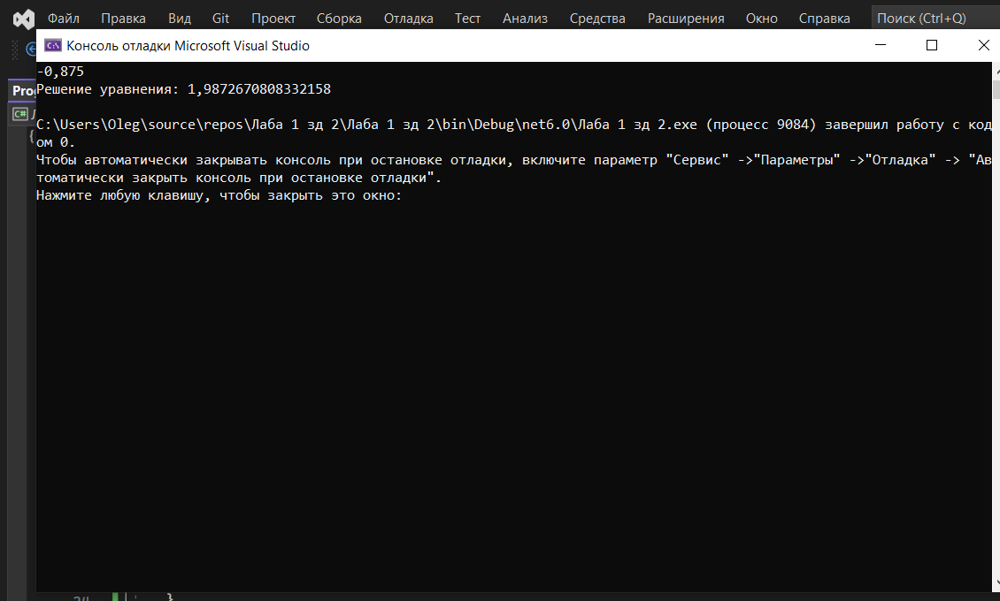 Файл Правка Вид Git Проект Сборка Отладка Тест Анализ Средства Расширения Окно Справка Поиск (Ctrl+Q)
Консоль отладки Microsoft Visual Studio
-0,875
Решение уравнения: 1,9872670808332158
C:\Users\Oleg\source\repos\Лаба 1 зд 2\Лаба 1 зд 2\bin\Debug\net6.0\Лаба 1 зд 2.exe (процесс 9084) завершил работу с код
ом 0.
Чтобы автоматически закрывать консоль при остановке отладки, включите параметр "Сервис" ->"Параметры" ->"Отладка" -> "Ав
томатически закрыть консоль при остановке отладки".
Нажмите любую клавишу, чтобы закрыть это окно:
C#
{
}